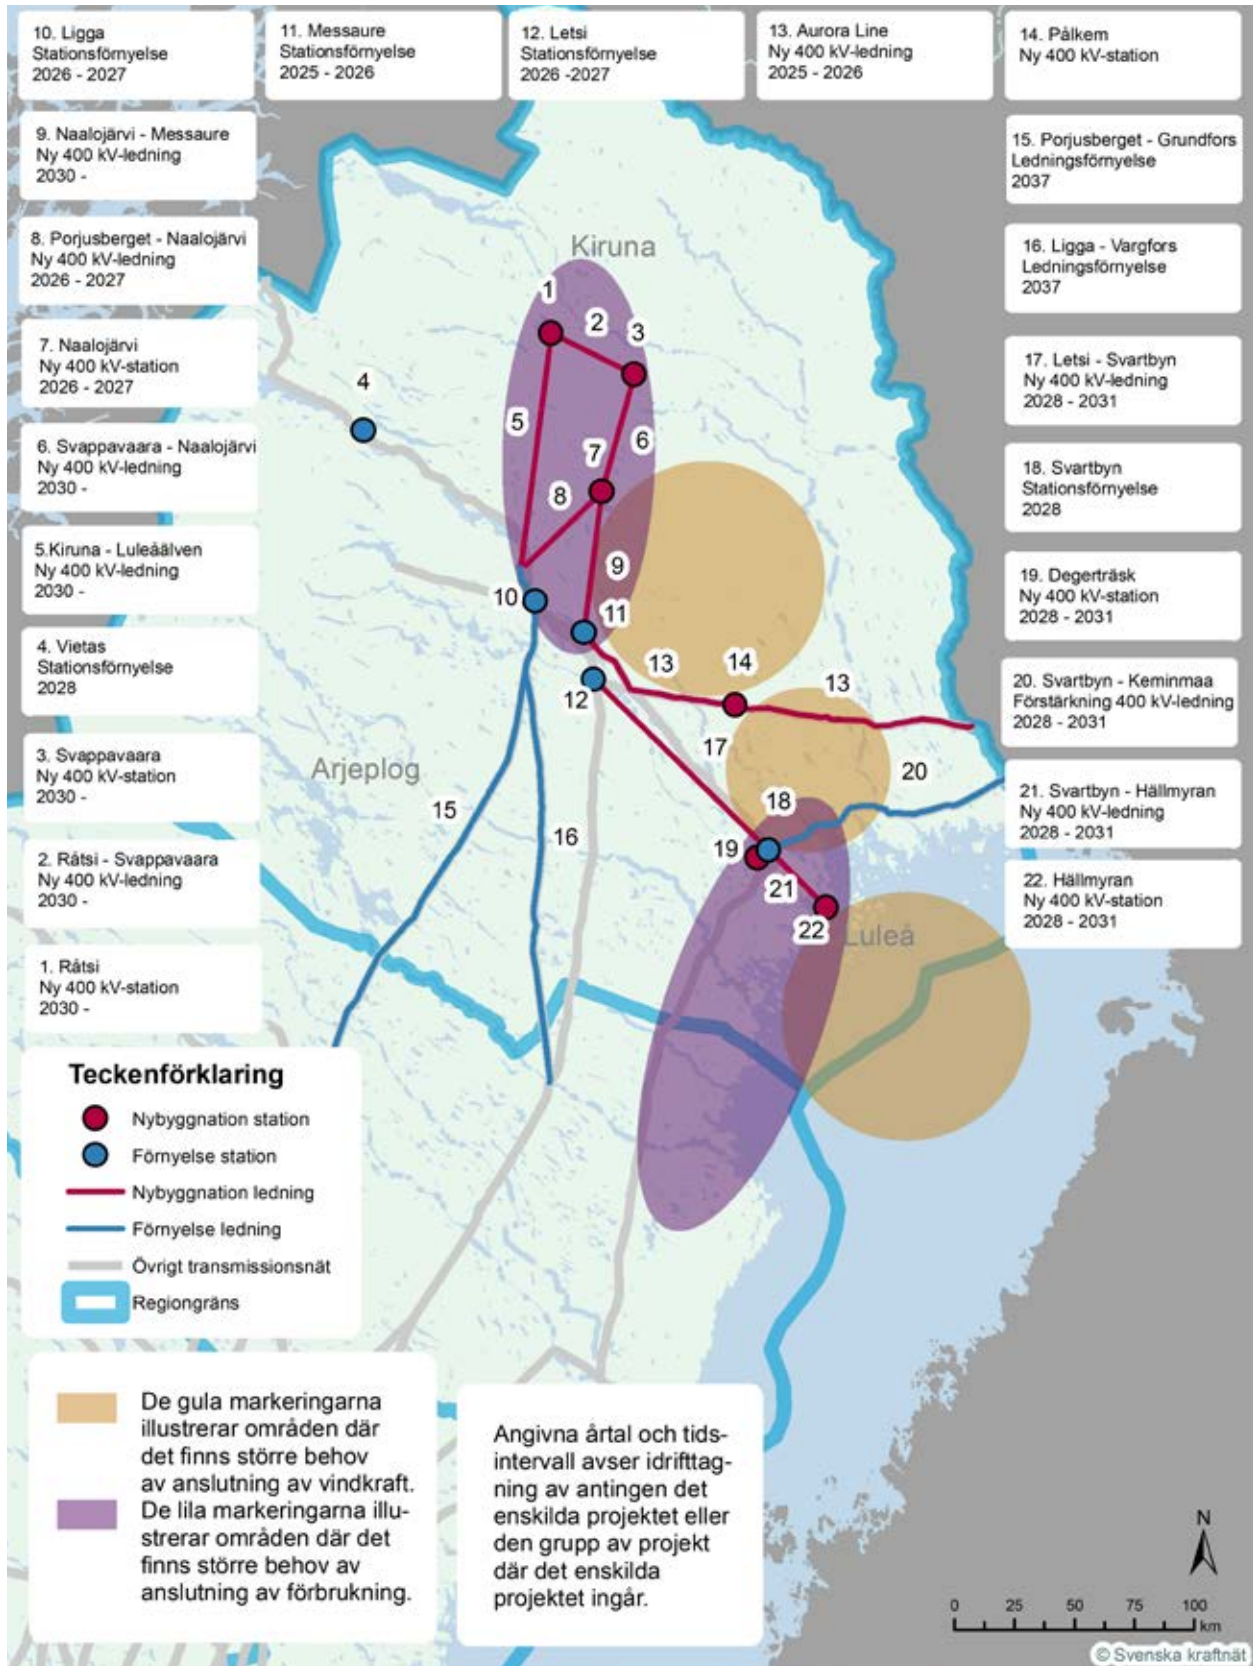 10. Ligga
Stationsförnyelse
2026 - 2027
11. Messaure
Stationsförnyelse
2025 - 2026
12. Letsi
Stationsförnyelse
2026 -2027
13. Aurora Line
Ny 400 kV-ledning
2025 - 2026
14. Pålkem
Ny 400 kV-station
9. Naalojärvi - Messaure
Ny 400 kV-ledning
2030 -
8. Porjusberget - Naalojärvi
Ny 400 kV-ledning
2026 - 2027
7. Naalojärvi
Ny 400 kV-station
2026 - 2027
6. Svappavaara - Naalojärvi
Ny 400 kV-ledning
2030 -
5.Kiruna - Luleåälven
Ny 400 kV-ledning
2030 -
4. Vietas
Stationsförnyelse
2028
3. Svappavaara
Ny 400 kV-station
2030 -
2. Råtsi - Svappavaara
Ny 400 kV-ledning
2030 -
1. Råtsi
Ny 400 kV-station
2030 -
15. Porjusberget - Grundfors
Ledningsförnyelse
2037
16. Ligga - Vargfors
Ledningsförnyelse
2037
17. Letsi - Svartbyn
Ny 400 kV-ledning
2028 - 2031
18. Svartbyn
Stationsförnyelse
2028
19. Degerträsk
Ny 400 kV-station
2028 - 2031
20. Svartbyn - Keminmaa
Förstärkning 400 kV-ledning
2028 - 2031
21. Svartbyn - Hällmyran
Ny 400 kV-ledning
2028 - 2031
22. Hällmyran
Ny 400 kV-station
2028 - 2031
Kiruna
1
2
3
4
5
6
7
8
9
10
11
12
13
14
13
17
20
Arjeplog
15
16
18
19
21
22
Luleå
Teckenförklaring
Nybyggnation station
Förnyelse station
Nybyggnation ledning
Förnyelse ledning
Övrigt transmissionsnät
Regiongräns
De gula markeringarna
illustrerar områden där
det finns större behov
av anslutning av vindkraft.
De lila markeringarna illu-
strerar områden där det
finns större behov av
anslutning av förbrukning.
Angivna årtal och tids-
intervall avser idrifttag-
ning av antingen det
enskilda projektet eller
den grupp av projekt
där det enskilda
projektet ingår.
N
0 25 50 75 100
km
© Svenska kraftnät